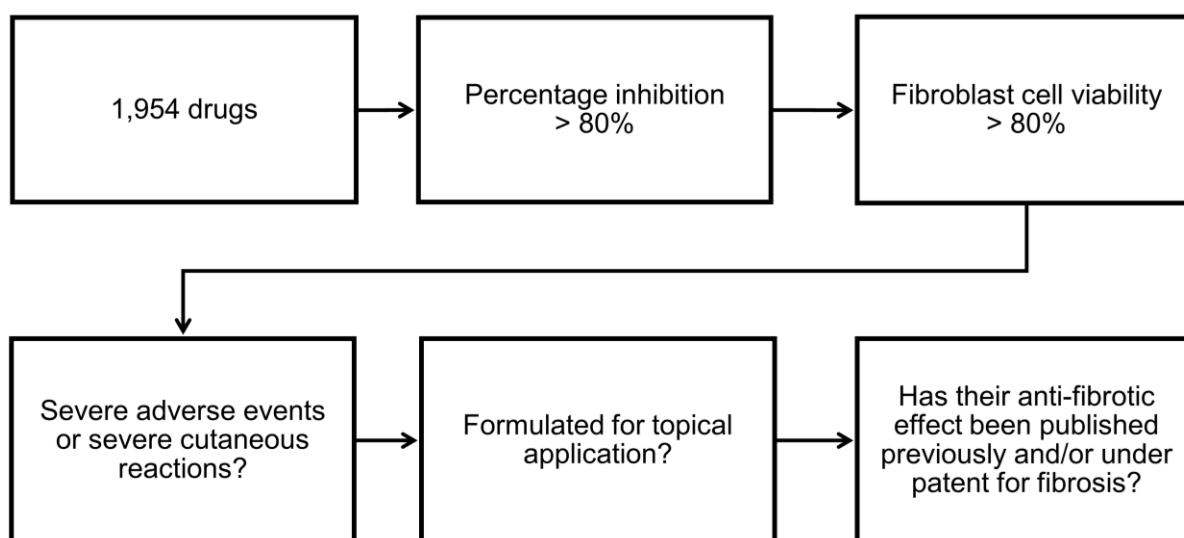 1,954 drugs
Percentage inhibition
> 80%
Fibroblast cell viability
> 80%
Severe adverse events
or severe cutaneous
reactions?
Formulated for topical
application?
Has their anti-fibrotic
effect been published
previously and/or under
patent for fibrosis?